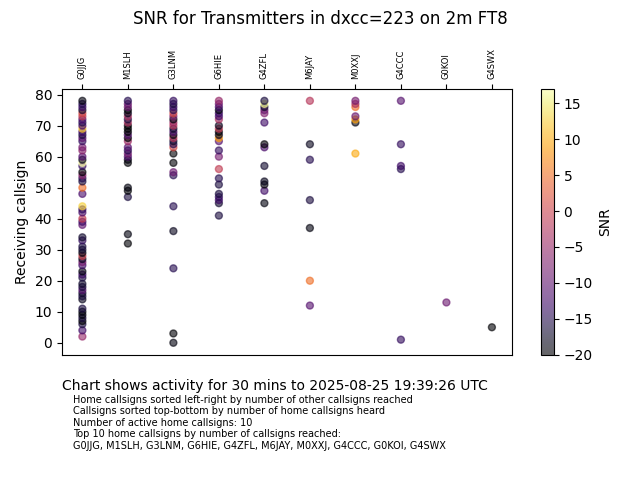 SNR for Transmitters in dxcc=223 on 2m FT8
G0JJG M1SLH G3LNM G6HIE G4ZFL M6JAY M0XXJ G4CCC G0KOI G4SWX
80
70
60
50
40
30
20
10
0
Receiving callsign
15
10
5
0
−5
−10
−15
−20
SNR
Chart shows activity for 30 mins to 2025-08-25 19:39:26 UTC
Home callsigns sorted left-right by number of other callsigns reached
Callsigns sorted top-bottom by number of home callsigns heard
Number of active home callsigns: 10
Top 10 home callsigns by number of callsigns reached:
G0JJG, M1SLH, G3LNM, G6HIE, G4ZFL, M6JAY, M0XXJ, G4CCC, G0KOI, G4SWX